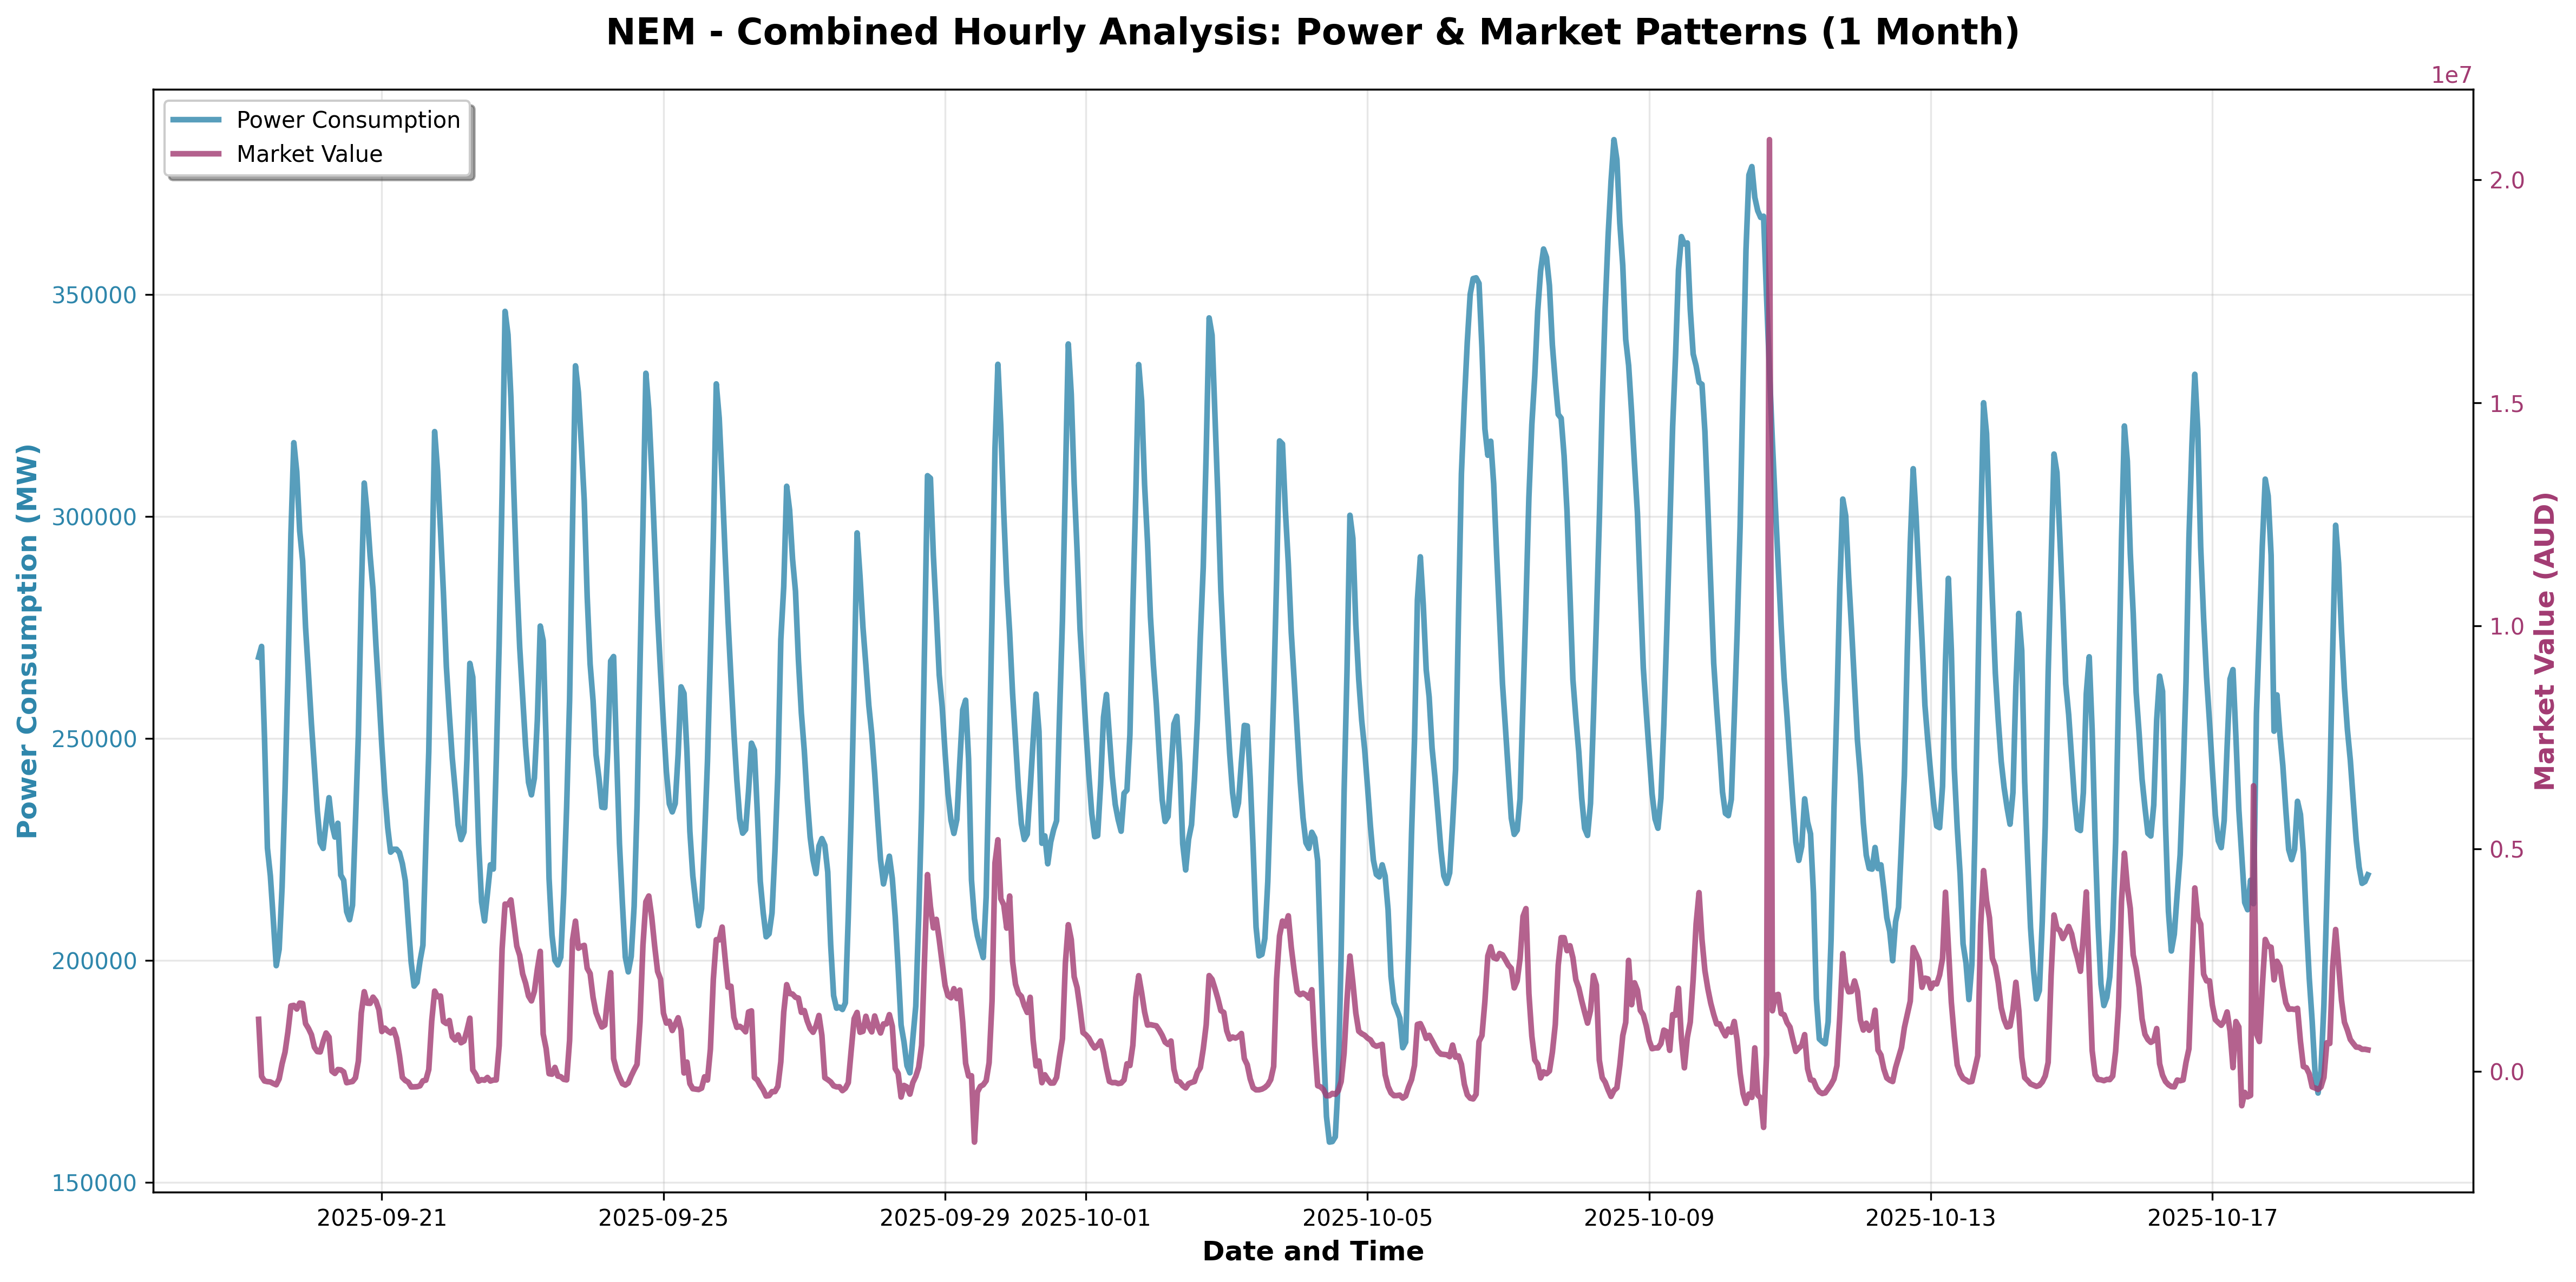 NEM - Combined Hourly Analysis: Power & Market Patterns (1 Month)
1e7
Power Consumption
Market Value
350000
300000
250000
200000
150000
Power Consumption (MW)
2.0
1.5
1.0
0.5
0.0
Market Value (AUD)
2025-09-21 2025-09-25 2025-09-29 2025-10-01 2025-10-05 2025-10-09 2025-10-13 2025-10-17
Date and Time